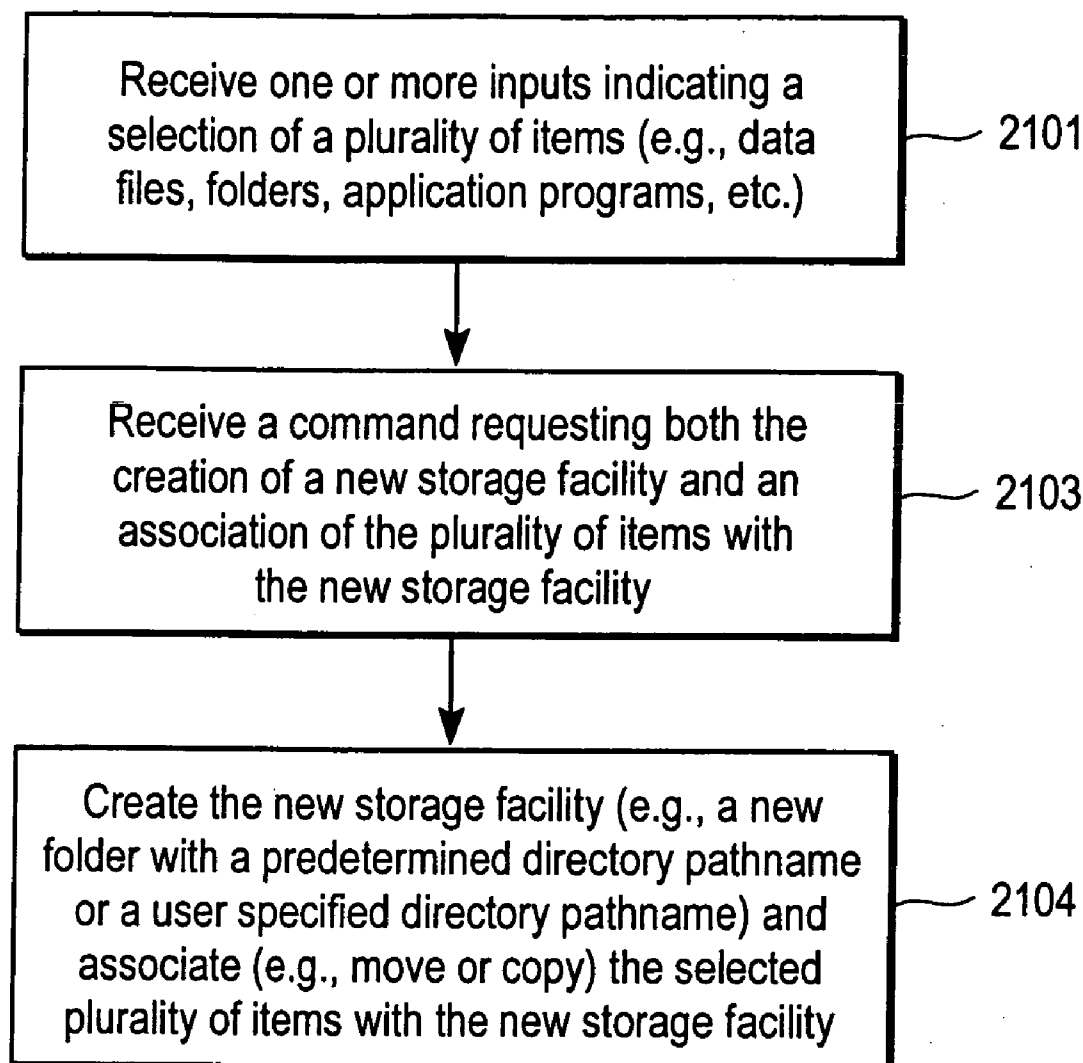 Receive one or more inputs indicating a
selection of a plurality of items (e.g., data
files, folders, application programs, etc.)
2101
Receive a command requesting both the
creation of a new storage facility and an
association of the plurality of items with
the new storage facility
2103
Create the new storage facility (e.g., a new
folder with a predetermined directory pathname
or a user specified directory pathname) and
associate (e.g., move or copy) the selected
plurality of items with the new storage facility
2104